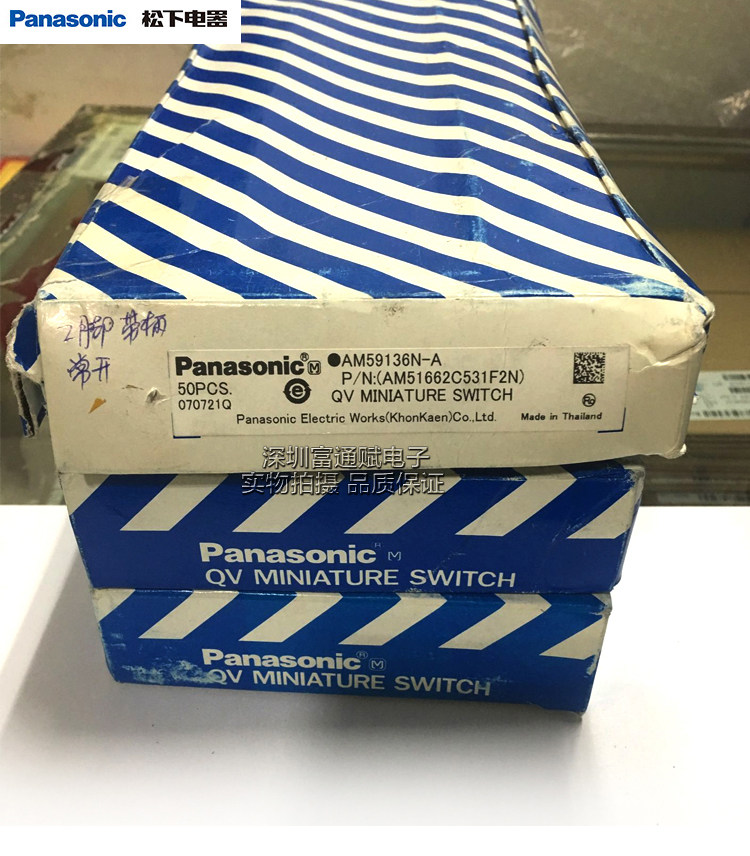 Panasonic 松下电器
2脚 带柄
常开
Panasonic® M ●AM59136N-A
50PCS. P/N:(AM51662C531F2N)
070721Q QV MINIATURE SWITCH
Panasonic Electric Works(KhonKaen)Co.,Ltd. Made in Thailand
深圳富通赋电子
实物拍摄 品质保证
Panasonic® M
QV MINIATURE SWITCH
Panasonic® M
QV MINIATURE SWITCH